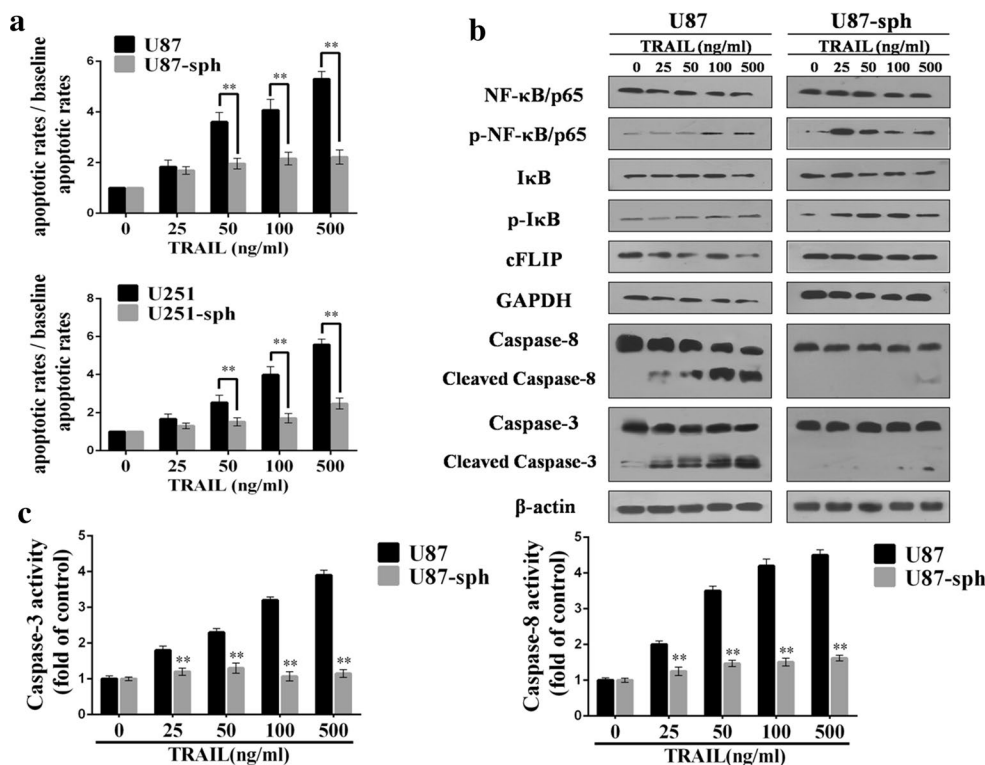 a
apoptotic rates / baseline
apoptotic rates
U87
U87-sph
**
**
**
6
4
2
0
0 25 50 100 500
TRAIL (ng/ml)
apoptotic rates / baseline
apoptotic rates
U251
U251-sph
**
**
**
8
6
4
2
0
0 25 50 100 500
TRAIL (ng/ml)
b
U87
U87-sph
TRAIL (ng/ml)
TRAIL (ng/ml)
0 25 50 100 500
0 25 50 100 500
NF-κB/p65
p-NF-κB/p65
IκB
p-IκB
cFLIP
GAPDH
Caspase-8
Cleaved Caspase-8
Caspase-3
Cleaved Caspase-3
β-actin
c
Caspase-3 activity
(fold of control)
U87
U87-sph
5
4
3
2
1
0
** ** ** **
0 25 50 100 500
TRAIL(ng/ml)
Caspase-8 activity
(fold of control)
U87
U87-sph
5
4
3
2
1
0
** ** ** **
0 25 50 100 500
TRAIL(ng/ml)